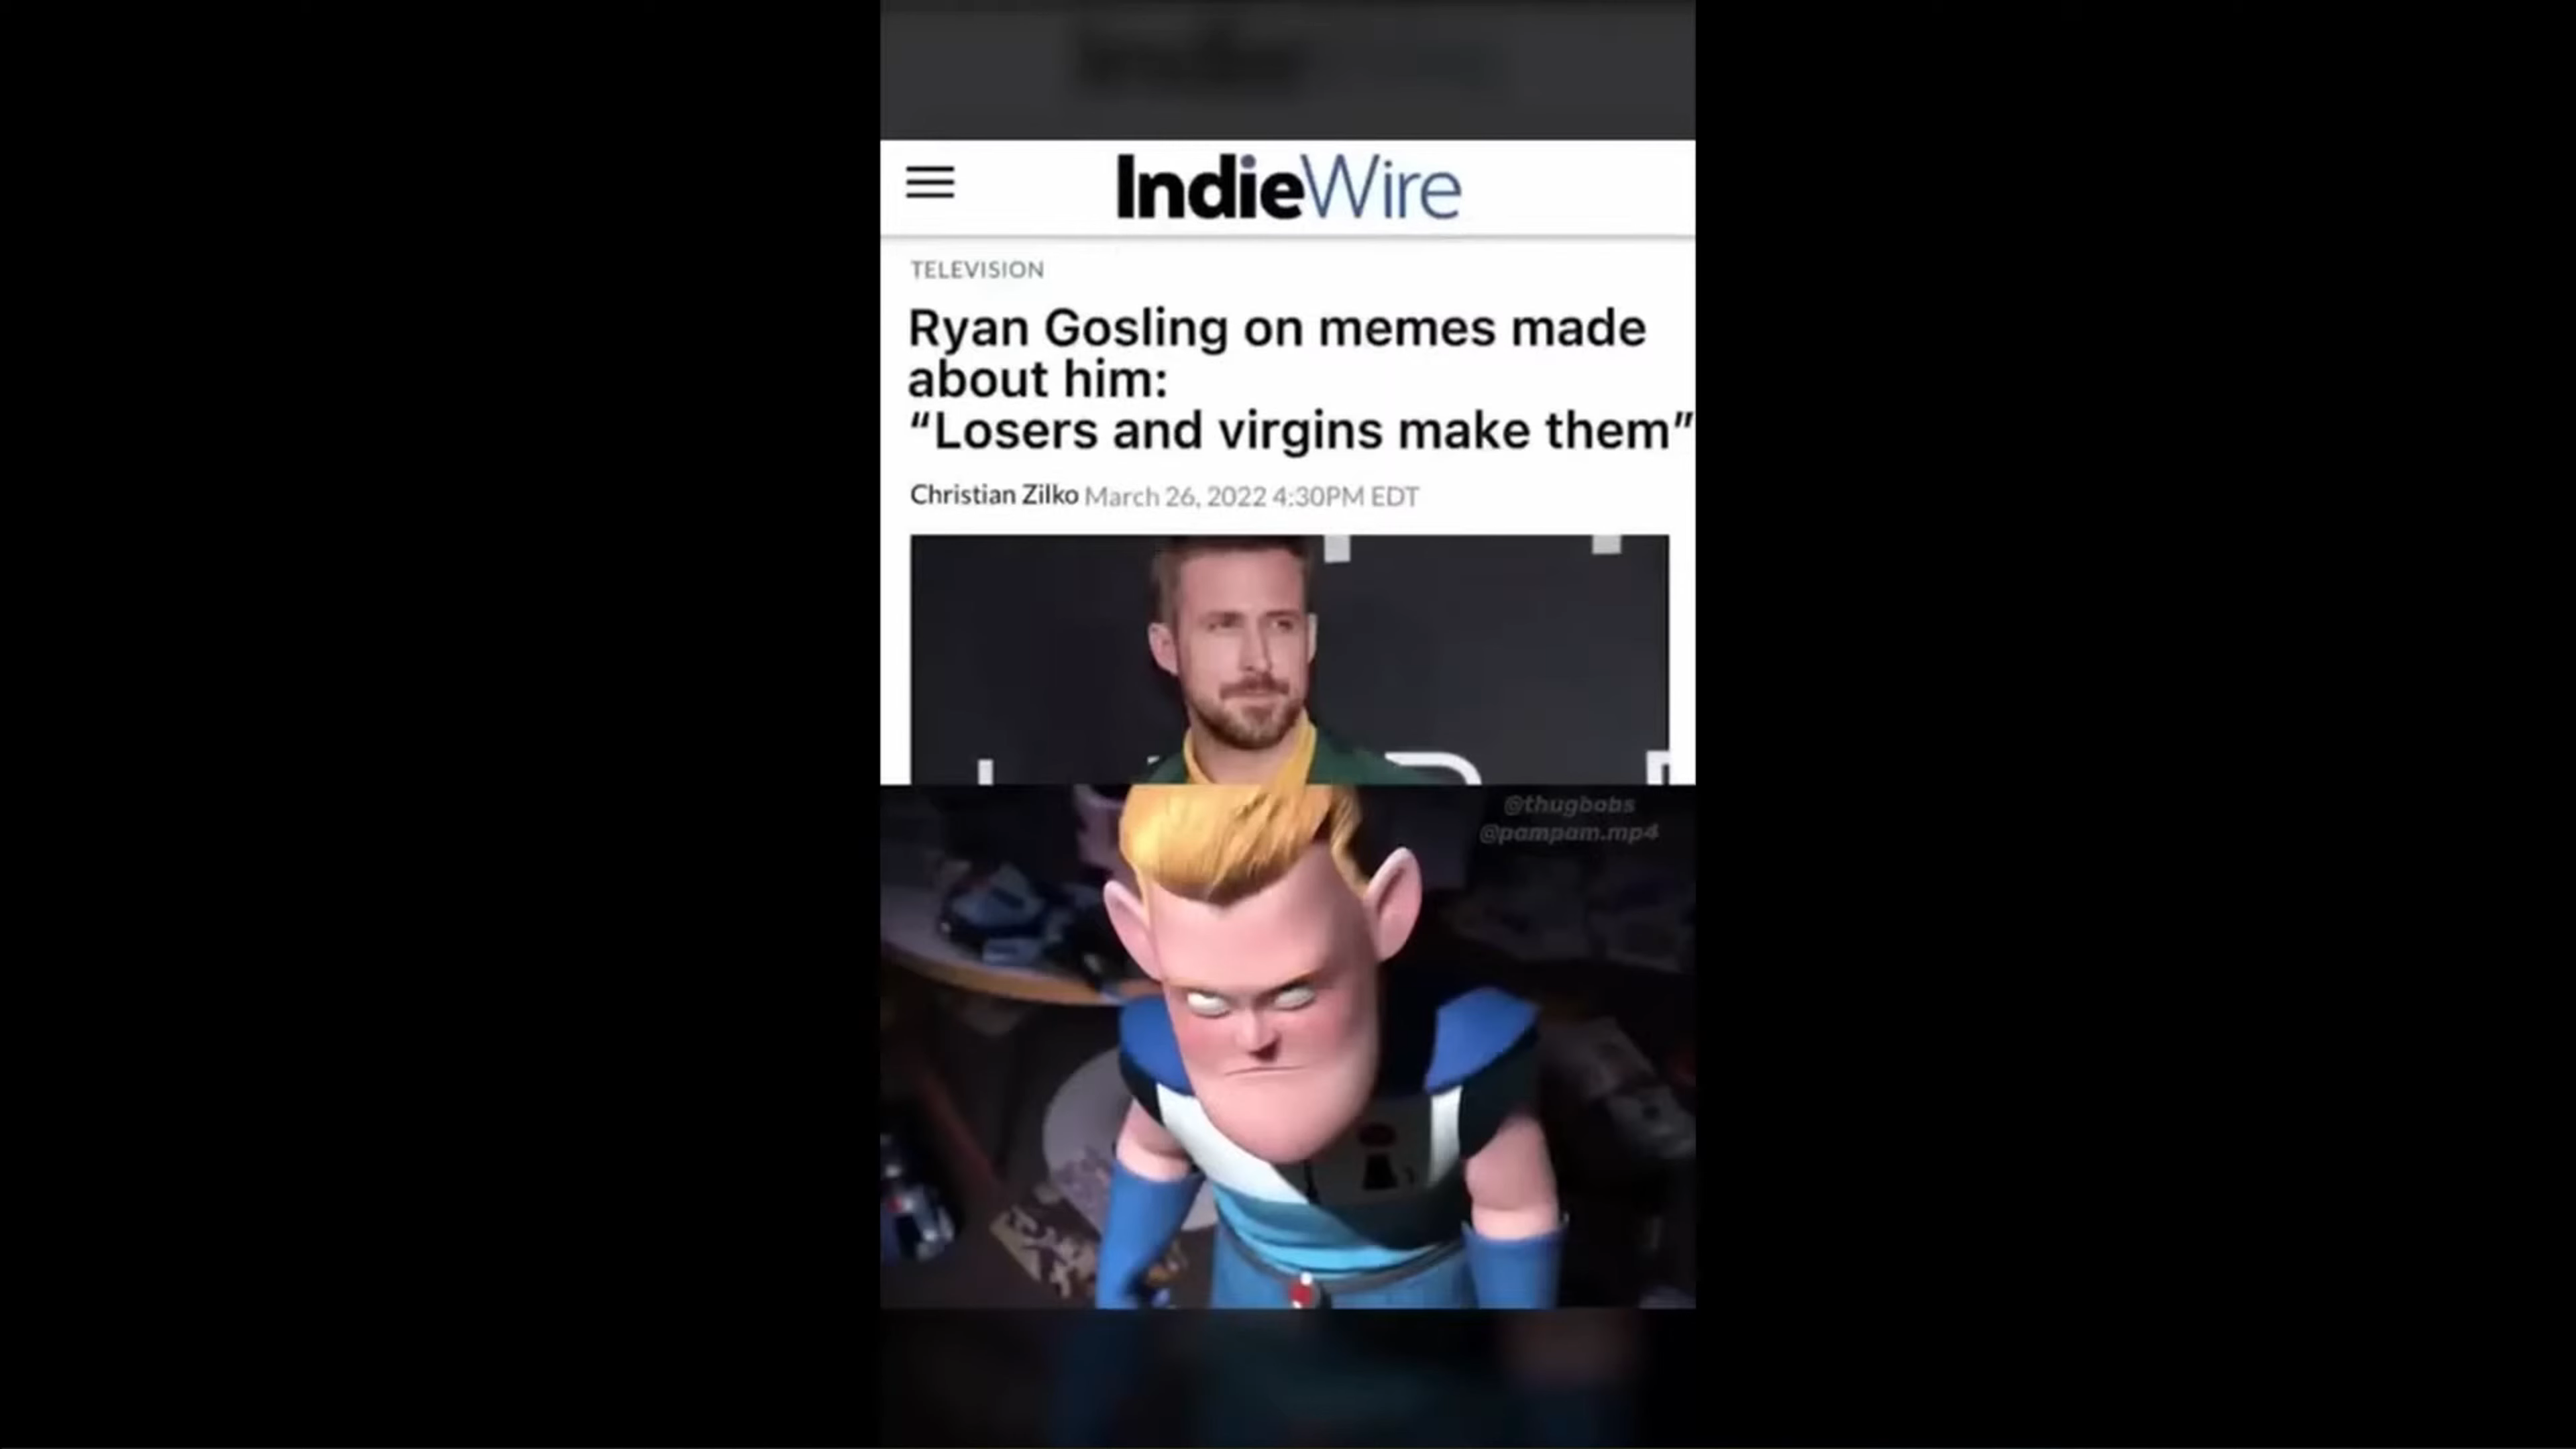 IndieWire
TELEVISION
Ryan Gosling on memes made
about him:
“Losers and virgins make them”
Christian Zilko March 26, 2022 4:30PM EDT
@thugbobs
@pampam.mp4